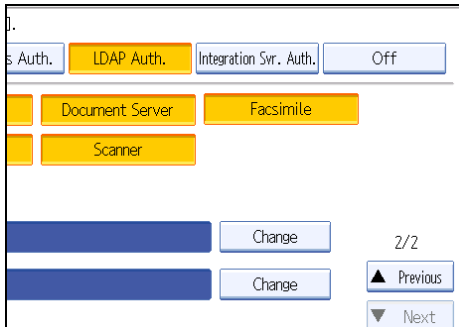 ].
s Auth. LDAP Auth. Integration Svr. Auth. Off
Document Server Facsimile
Scanner
Change 2/2
Change ▲ Previous
▼ Next